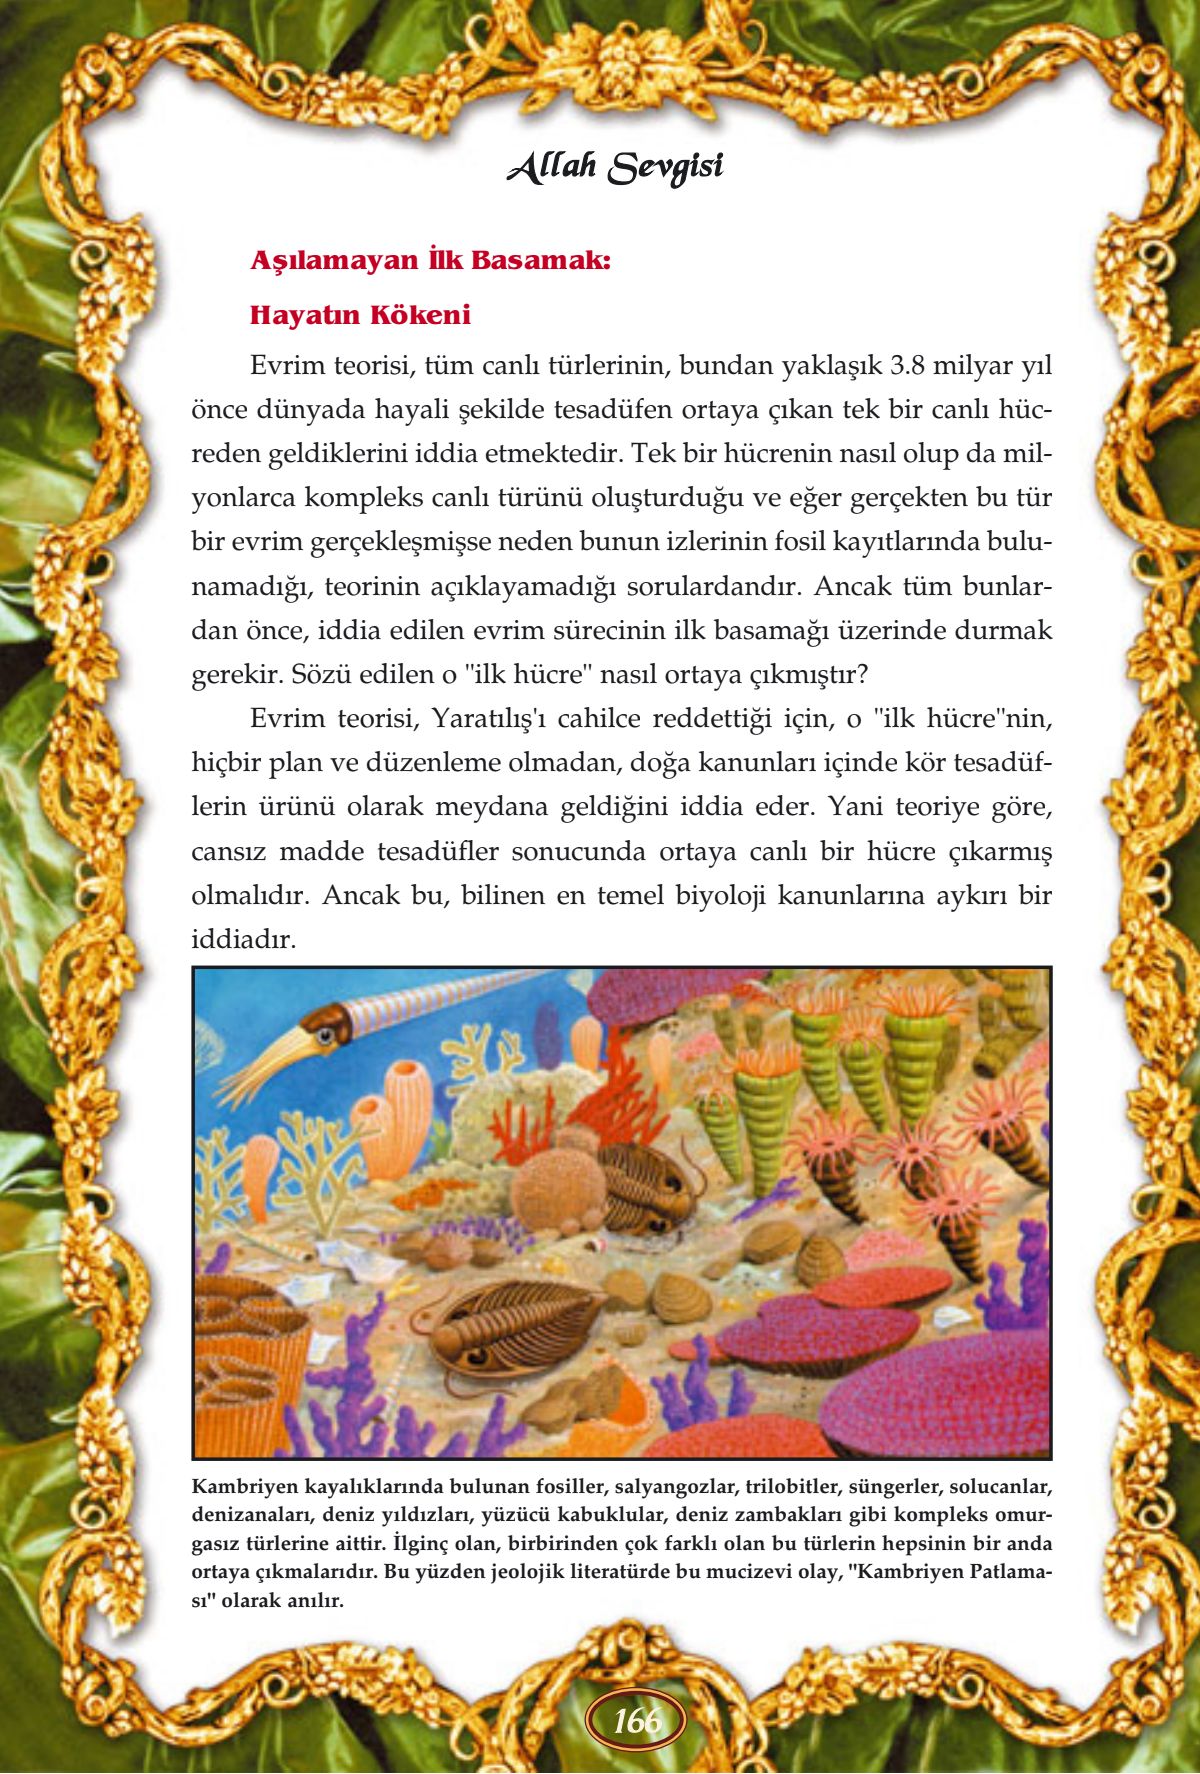 Allah Sevgisi
Aşılamayan İlk Basamak:
Hayatın Kökeni
Evrim teorisi, tüm canlı türlerinin, bundan yaklaşık 3.8 milyar yıl
önce dünyada hayali şekilde tesadüfen ortaya çıkan tek bir canlı hüc-
reden geldiklerini iddia etmektedir. Tek bir hücrenin nasıl olup da mil-
yonlarca kompleks canlı türünü oluşturduğu ve eğer gerçekten bu tür
bir evrim gerçekleşmişse neden bunun izlerinin fosil kayıtlarında bulu-
namadığı, teorinin açıklayamadığı sorulardandır. Ancak tüm bunlar-
dan önce, iddia edilen evrim sürecinin ilk basamağı üzerinde durmak
gerekir. Sözü edilen o "ilk hücre" nasıl ortaya çıkmıştır?
Evrim teorisi, Yaratılış'ı cahilce reddettiği için, o "ilk hücre"nin,
hiçbir plan ve düzenleme olmadan, doğa kanunları içinde kör tesadüf-
lerin ürünü olarak meydana geldiğini iddia eder. Yani teoriye göre,
cansız madde tesadüfler sonucunda ortaya canlı bir hücre çıkarmış
olmalıdır. Ancak bu, bilinen en temel biyoloji kanunlarına aykırı bir
iddiadır.
Kambriyen kayalıklarında bulunan fosiller, salyangozlar, trilobitler, süngerler, solucanlar,
denizanaları, deniz yıldızları, yüzücü kabuklular, deniz zambakları gibi kompleks omur-
gasız türlerine aittir. İlginç olan, birbirinden çok farklı olan bu türlerin hepsinin bir anda
ortaya çıkmalarıdır. Bu yüzden jeolojik literatürde bu mucizevi olay, "Kambriyen Patlama-
sı" olarak anılır.
166